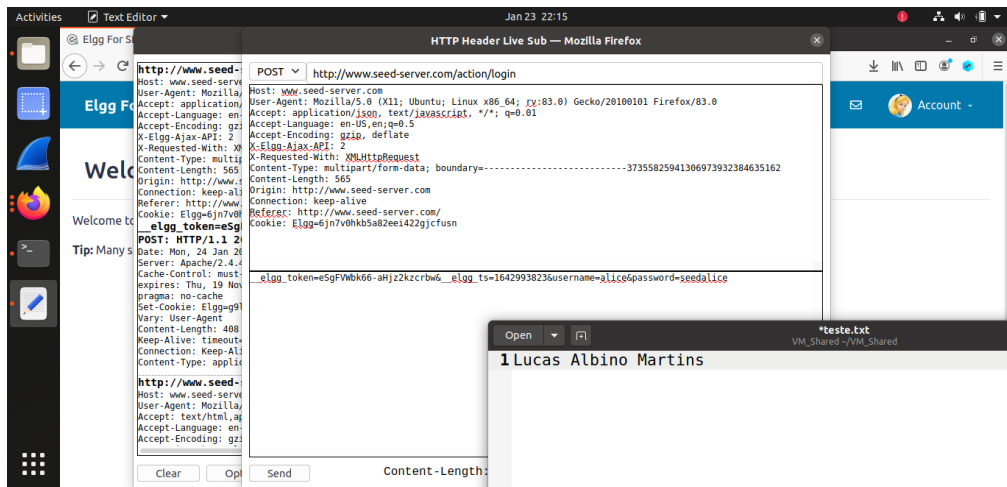 Activities
Text Editor
Jan 23 22:15
Elgg For S
HTTP Header Live Sub — Mozilla Firefox
Elgg Fo
Account
Welc
Welcome to
Tip: Many s
http://www.seed-
Host: www.seed-serve
User-Agent: Mozilla/
Accept: application/
Accept-Language: en-
Accept-Encoding: gzi
X-Elgg-Ajax-API: 2
X-Requested-With: XM
Content-Type: multip
Content-Length: 565
Origin: http://www.s
Connection: keep-ali
Referer: http://www.
Cookie: Elgg=6jn7v0h
__elgg_token=eSgF
POST: HTTP/1.1 20
Date: Mon, 24 Jan 20
Server: Apache/2.4.4
Cache-Control: must-
expires: Thu, 19 Nov
pragma: no-cache
Set-Cookie: Elgg=g9l
Vary: User-Agent
Content-Length: 408
Keep-Alive: timeout=
Connection: Keep-Ali
Content-Type: applic
http://www.seed-
Host: www.seed-serve
User-Agent: Mozilla/
Accept: text/html,ap
Accept-Language: en-
Accept-Encoding: gzi
Clear
Opt
POST
http://www.seed-server.com/action/login
Host: www.seed-server.com
User-Agent: Mozilla/5.0 (X11; Ubuntu; Linux x86_64; rv:83.0) Gecko/20100101 Firefox/83.0
Accept: application/json, text/javascript, */*; q=0.01
Accept-Language: en-US,en;q=0.5
Accept-Encoding: gzip, deflate
X-Elgg-Ajax-API: 2
X-Requested-With: XMLHttpRequest
Content-Type: multipart/form-data; boundary=---------------------------37355825941306973932384635162
Content-Length: 565
Origin: http://www.seed-server.com
Connection: keep-alive
Referer: http://www.seed-server.com/
Cookie: Elgg=6jn7v0hkb5a82eei422gjcfusn
__elgg_token=eSgFVWbk66-aHjz2kzcrbw&__elgg_ts=1642993823&username=alice&password=seedalice
Send
Content-Length:
Open
*teste.txt
VM_Shared ~/VM_Shared
1 Lucas Albino Martins